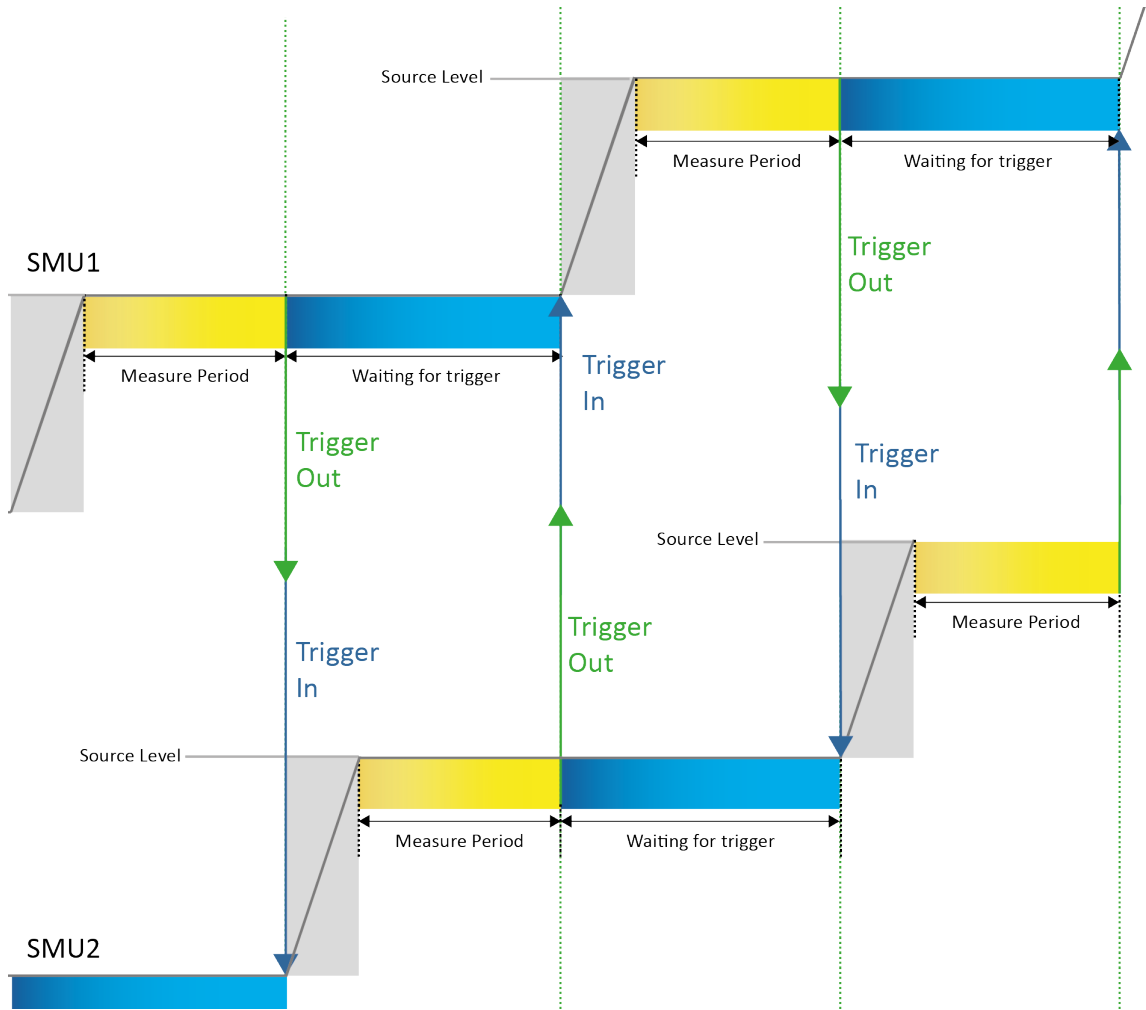 Source Level
Measure Period
Waiting for trigger
Trigger
Out
SMU1
Measure Period
Waiting for trigger
Trigger
In
Trigger
Out
Trigger
In
Source Level
Measure Period
Trigger
Out
Trigger
In
Source Level
Measure Period
Waiting for trigger
SMU2